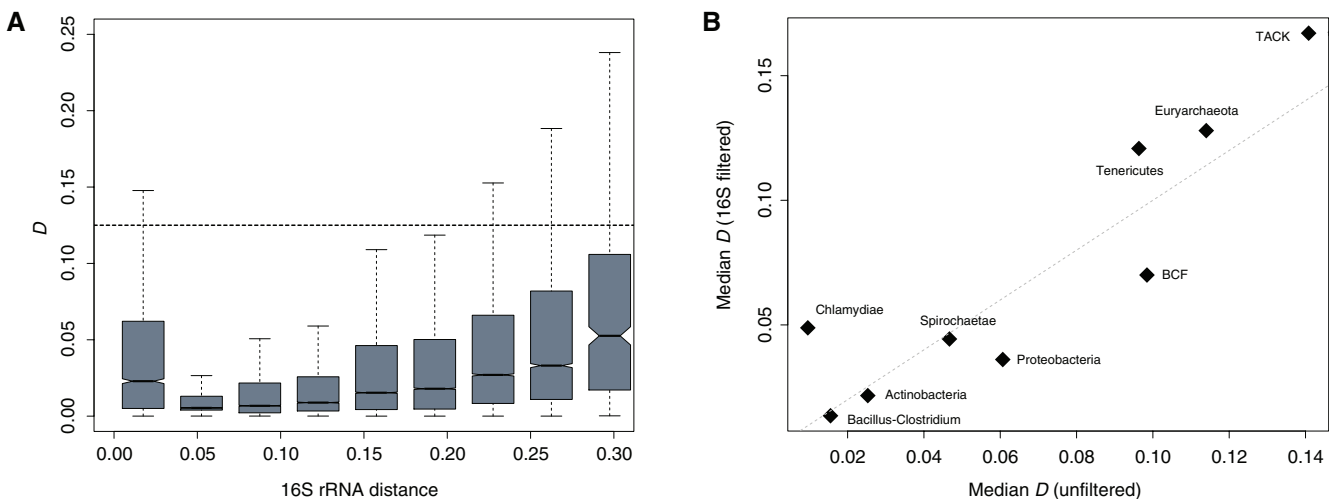 A
0.25
0.20
0.15
0.10
0.05
0.00
D
0.00 0.05 0.10 0.15 0.20 0.25 0.30
16S rRNA distance
B
TACK
0.15
Euryarchaeota
Tenericutes
0.10
BCF
Chlamydiae
Spirochaetae
0.05
Proteobacteria
Actinobacteria
Bacillus-Clostridium
Median D (16S filtered)
0.02 0.04 0.06 0.08 0.10 0.12 0.14
Median D (unfiltered)